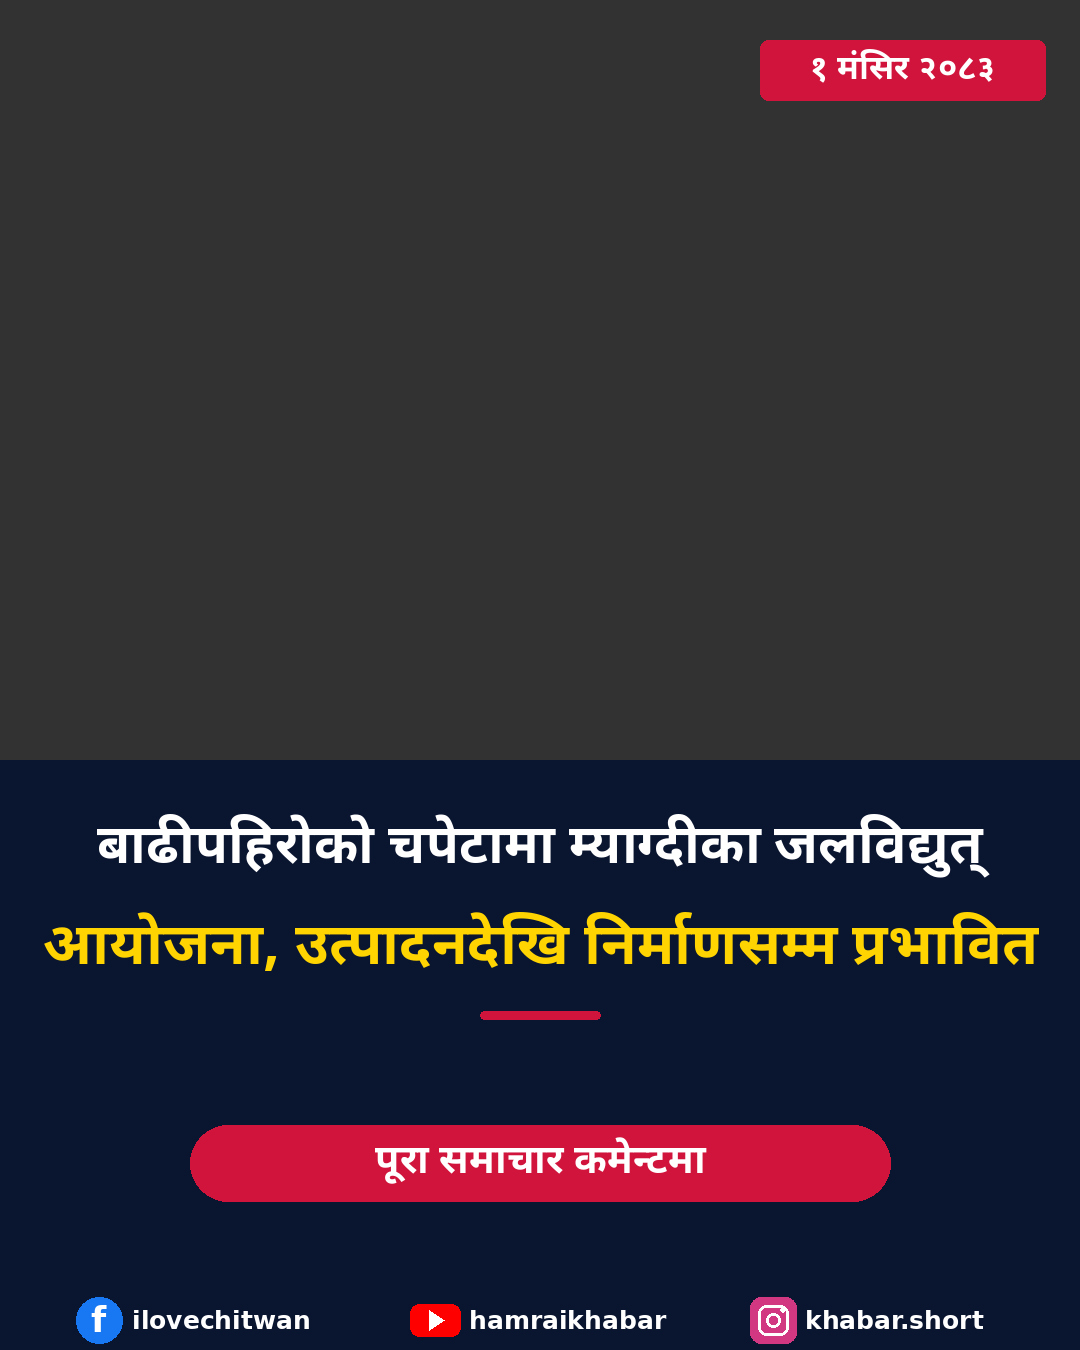 १ मंसिर २०८३
बाढीपहिरोको चपेटामा म्याग्दीका जलविद्युत्
आयोजना, उत्पादनदेखि निर्माणसम्म प्रभावित
पूरा समाचार कमेन्टमा
ilovechitwan hamraikhabar khabar.short